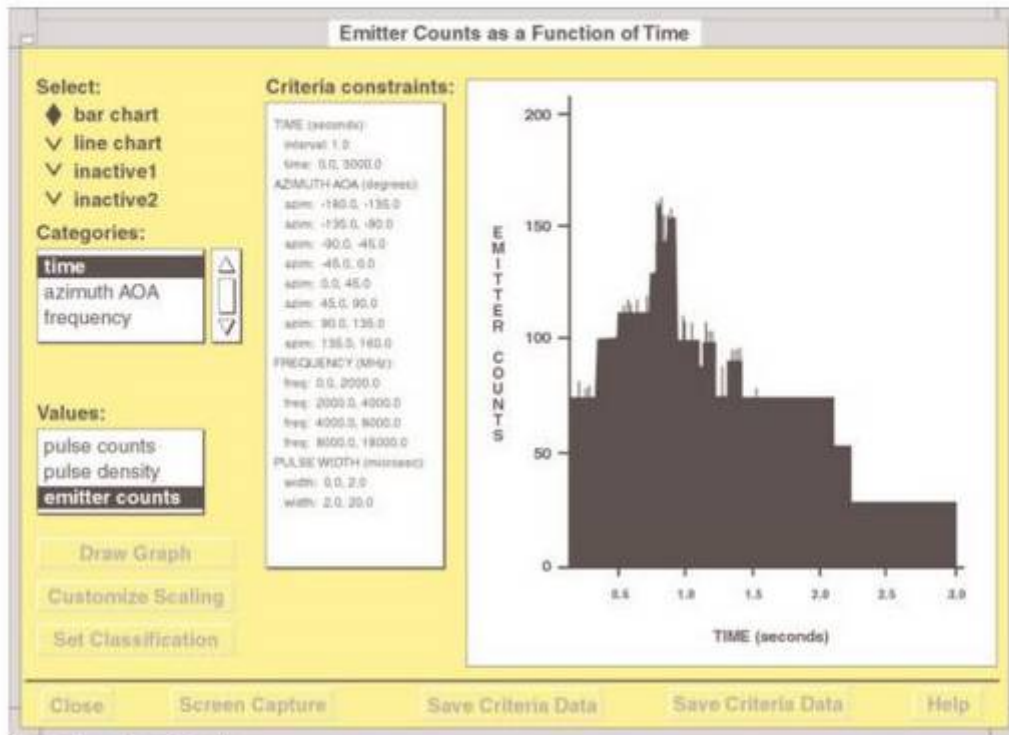 Emitter Counts as a Function of Time
Select:
bar chart
line chart
inactive1
inactive2
Categories:
time
azimuth AOA
frequency
Values:
pulse counts
pulse density
emitter counts
Draw Graph
Customize Scaling
Set Classification
Criteria constraints:
TIME (seconds):
interval: 1.0
time: 0.0, 3000.0
AZIMUTH AOA (degrees):
azim: -180.0, -135.0
azim: -135.0, -90.0
azim: -90.0, -45.0
azim: -45.0, 0.0
azim: 0.0, 45.0
azim: 45.0, 90.0
azim: 90.0, 135.0
azim: 135.0, 160.0
FREQUENCY (MHz):
freq: 0.0, 2000.0
freq: 2000.0, 4000.0
freq: 4000.0, 8000.0
freq: 8000.0, 18000.0
PULSE WIDTH (microsec):
width: 0.0, 2.0
width: 2.0, 20.0
EMITTER COUNTS
200
150
100
50
0
0.5 1.0 2.0 2.5 3.0
TIME (seconds)
Close Screen Capture Save Criteria Data Save Criteria Data Help